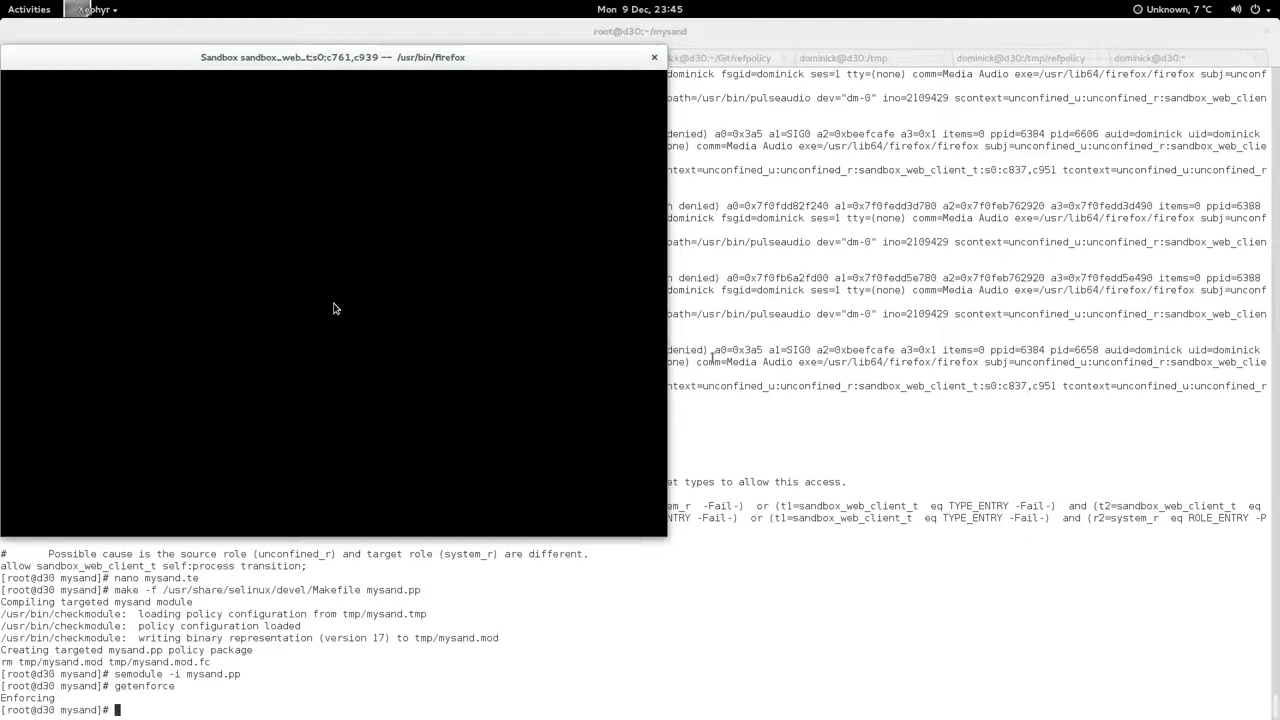 Activities Xephyr Mon 9 Dec, 23:45 Unknown, 7 °C
root@d30:~/mysand
Sandbox sandbox_web_t:s0:c761,c939 -- /usr/bin/firefox
ck@d30:~/Git/refpolicy dominick@d30:/tmp dominick@d30:/tmp/refpolicy dominick@d30:~
dominick fsgid=dominick ses=1 tty=(none) comm=Media Audio exe=/usr/lib64/firefox/firefox subj=unconf
path=/usr/bin/pulseaudio dev="dm-0" ino=2109429 scontext=unconfined_u:unconfined_r:sandbox_web_clien
denied) a0=0x3a5 a1=SIG0 a2=0xbeefcafe a3=0x1 items=0 ppid=6384 pid=6606 auid=dominick uid=dominick
one) comm=Media Audio exe=/usr/lib64/firefox/firefox subj=unconfined_u:unconfined_r:sandbox_web_clie
ntext=unconfined_u:unconfined_r:sandbox_web_client_t:s0:c837,c951 tcontext=unconfined_u:unconfined_r
n denied) a0=0x7f0fdd82f240 a1=0x7f0fedd3d780 a2=0x7f0feb762920 a3=0x7f0fedd3d490 items=0 ppid=6388
dominick fsgid=dominick ses=1 tty=(none) comm=Media Audio exe=/usr/lib64/firefox/firefox subj=unconf
path=/usr/bin/pulseaudio dev="dm-0" ino=2109429 scontext=unconfined_u:unconfined_r:sandbox_web_clien
n denied) a0=0x7f0fb6a2fd00 a1=0x7f0fedd5e780 a2=0x7f0feb762920 a3=0x7f0fedd5e490 items=0 ppid=6388
dominick fsgid=dominick ses=1 tty=(none) comm=Media Audio exe=/usr/lib64/firefox/firefox subj=unconf
path=/usr/bin/pulseaudio dev="dm-0" ino=2109429 scontext=unconfined_u:unconfined_r:sandbox_web_clien
denied) a0=0x3a5 a1=SIG0 a2=0xbeefcafe a3=0x1 items=0 ppid=6384 pid=6658 auid=dominick uid=dominick
one) comm=Media Audio exe=/usr/lib64/firefox/firefox subj=unconfined_u:unconfined_r:sandbox_web_clie
ntext=unconfined_u:unconfined_r:sandbox_web_client_t:s0:c837,c951 tcontext=unconfined_u:unconfined_r
et types to allow this access.
m_r -Fail-) or (t1=sandbox_web_client_t eq TYPE_ENTRY -Fail-) and (t2=sandbox_web_client_t eq
NTRY -Fail-) or (t1=sandbox_web_client_t eq TYPE_ENTRY -Fail-) and (r2=system_r eq ROLE_ENTRY -P
# Possible cause is the source role (unconfined_r) and target role (system_r) are different.
allow sandbox_web_client_t self:process transition;
[root@d30 mysand]# nano mysand.te
[root@d30 mysand]# make -f /usr/share/selinux/devel/Makefile mysand.pp
Compiling targeted mysand module
/usr/bin/checkmodule: loading policy configuration from tmp/mysand.tmp
/usr/bin/checkmodule: policy configuration loaded
/usr/bin/checkmodule: writing binary representation (version 17) to tmp/mysand.mod
Creating targeted mysand.pp policy package
rm tmp/mysand.mod tmp/mysand.mod.fc
[root@d30 mysand]# semodule -i mysand.pp
[root@d30 mysand]# getenforce
Enforcing
[root@d30 mysand]#